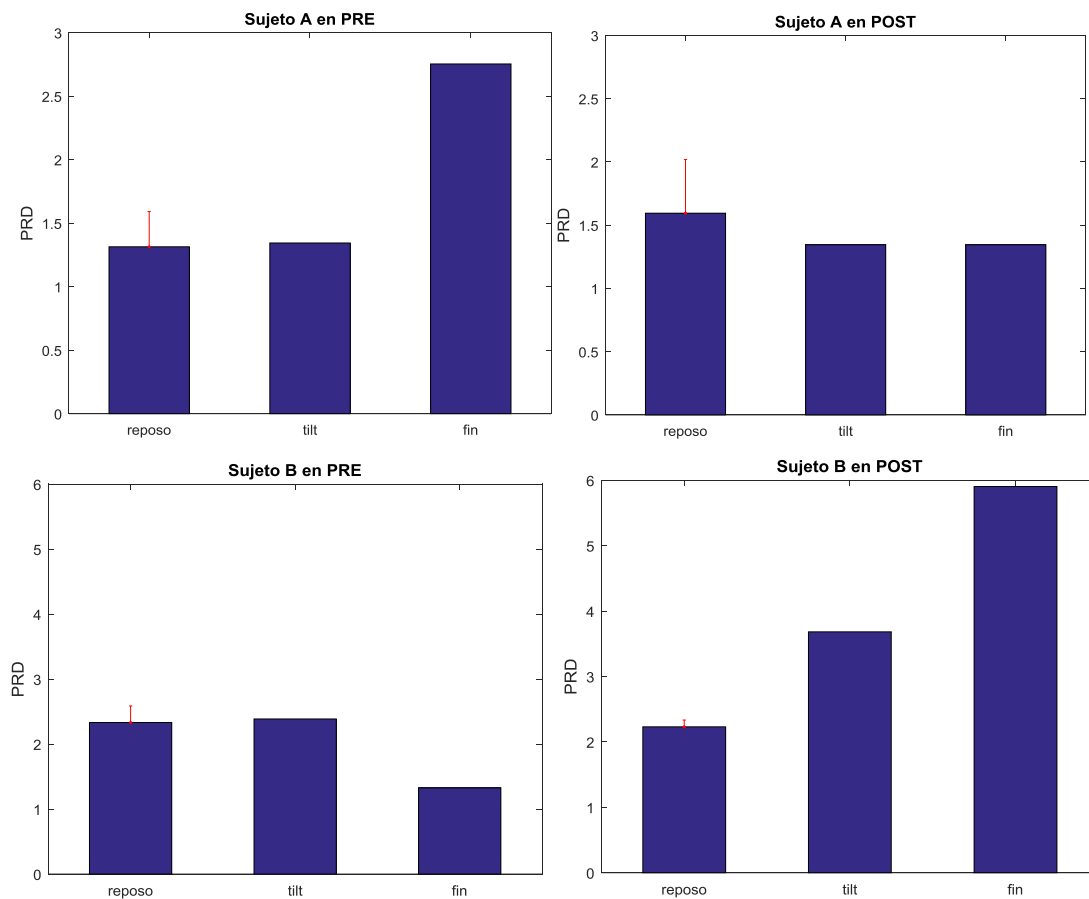 Sujeto A en PRE
3
2.5
2
1.5
1
0.5
0
PRD
reposo tilt fin
Sujeto A en POST
3
2.5
2
1.5
1
0.5
0
PRD
reposo tilt fin
Sujeto B en PRE
6
5
4
3
2
1
0
PRD
reposo tilt fin
Sujeto B en POST
6
5
4
3
2
1
0
PRD
reposo tilt fin